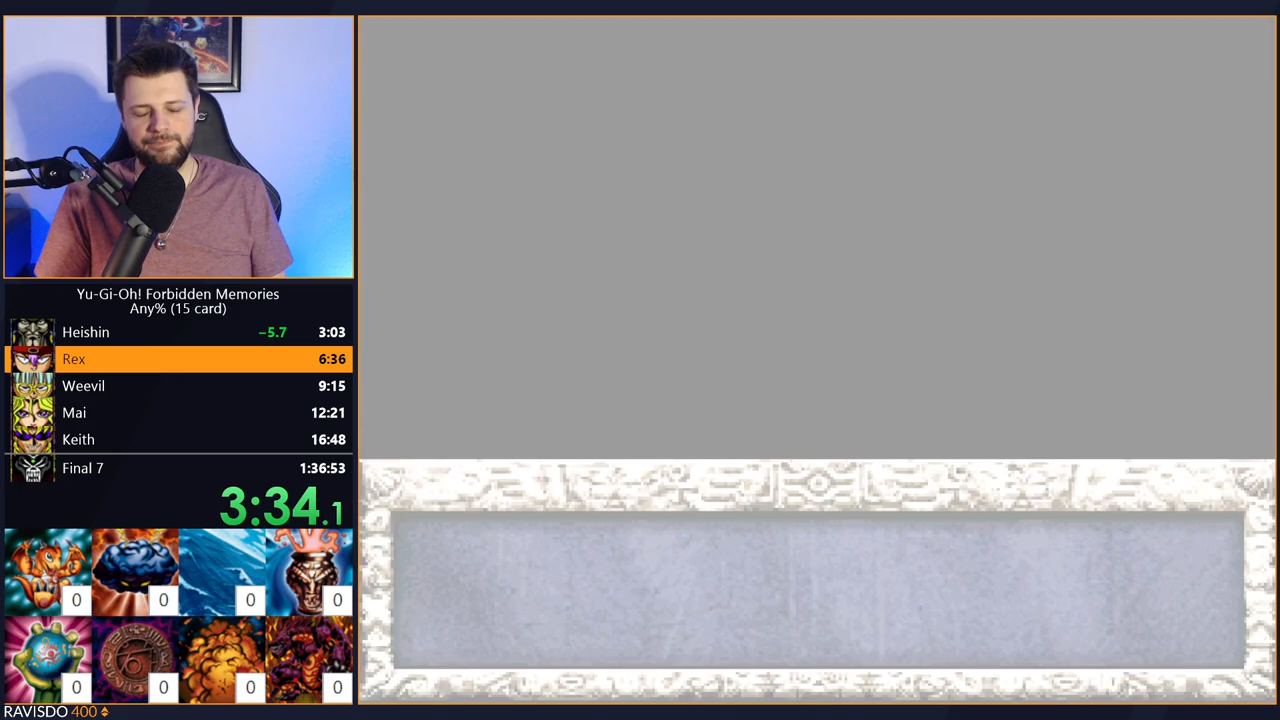 Yu-Gi-Oh! Forbidden Memories
Any% (15 card)
Heishin -5.7 3:03
Rex 6:36
Weevil 9:15
Mai 12:21
Keith 16:48
Final 7 1:36:53
3:34.1
0 0 0 0
0 0 0 0
RAVISDO 400